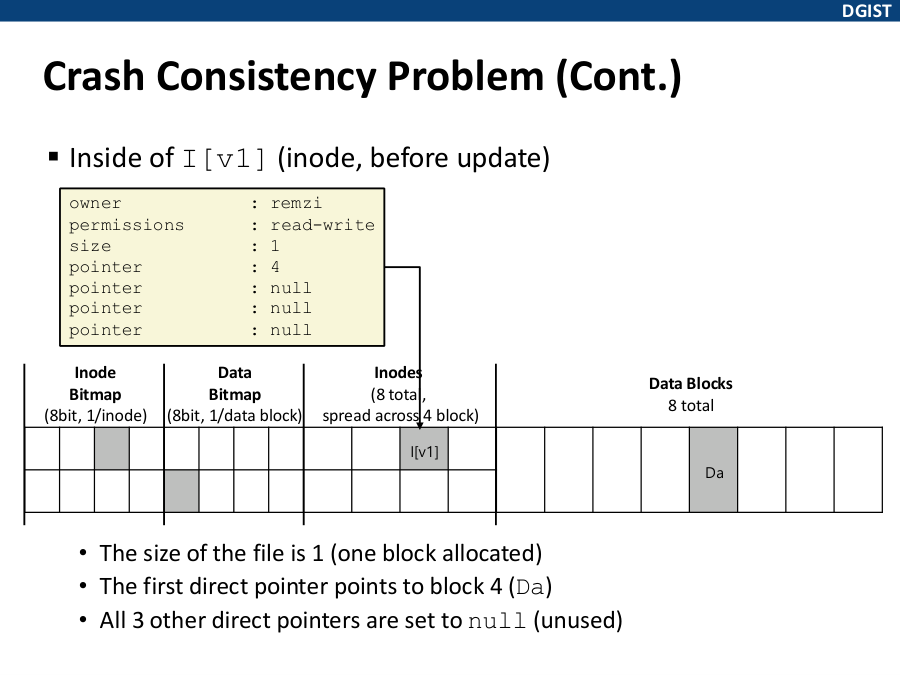 DGIST
Crash Consistency Problem (Cont.)
▪ Inside of I[v1] (inode, before update)
owner : remzi
permissions : read-write
size : 1
pointer : 4
pointer : null
pointer : null
pointer : null
Inode
Bitmap
(8bit, 1/inode)
Data
Bitmap
(8bit, 1/data block)
Inodes
(8 total,
spread across 4 block)
Data Blocks
8 total
I[v1]
Da
• The size of the file is 1 (one block allocated)
• The first direct pointer points to block 4 (Da)
• All 3 other direct pointers are set to null (unused)